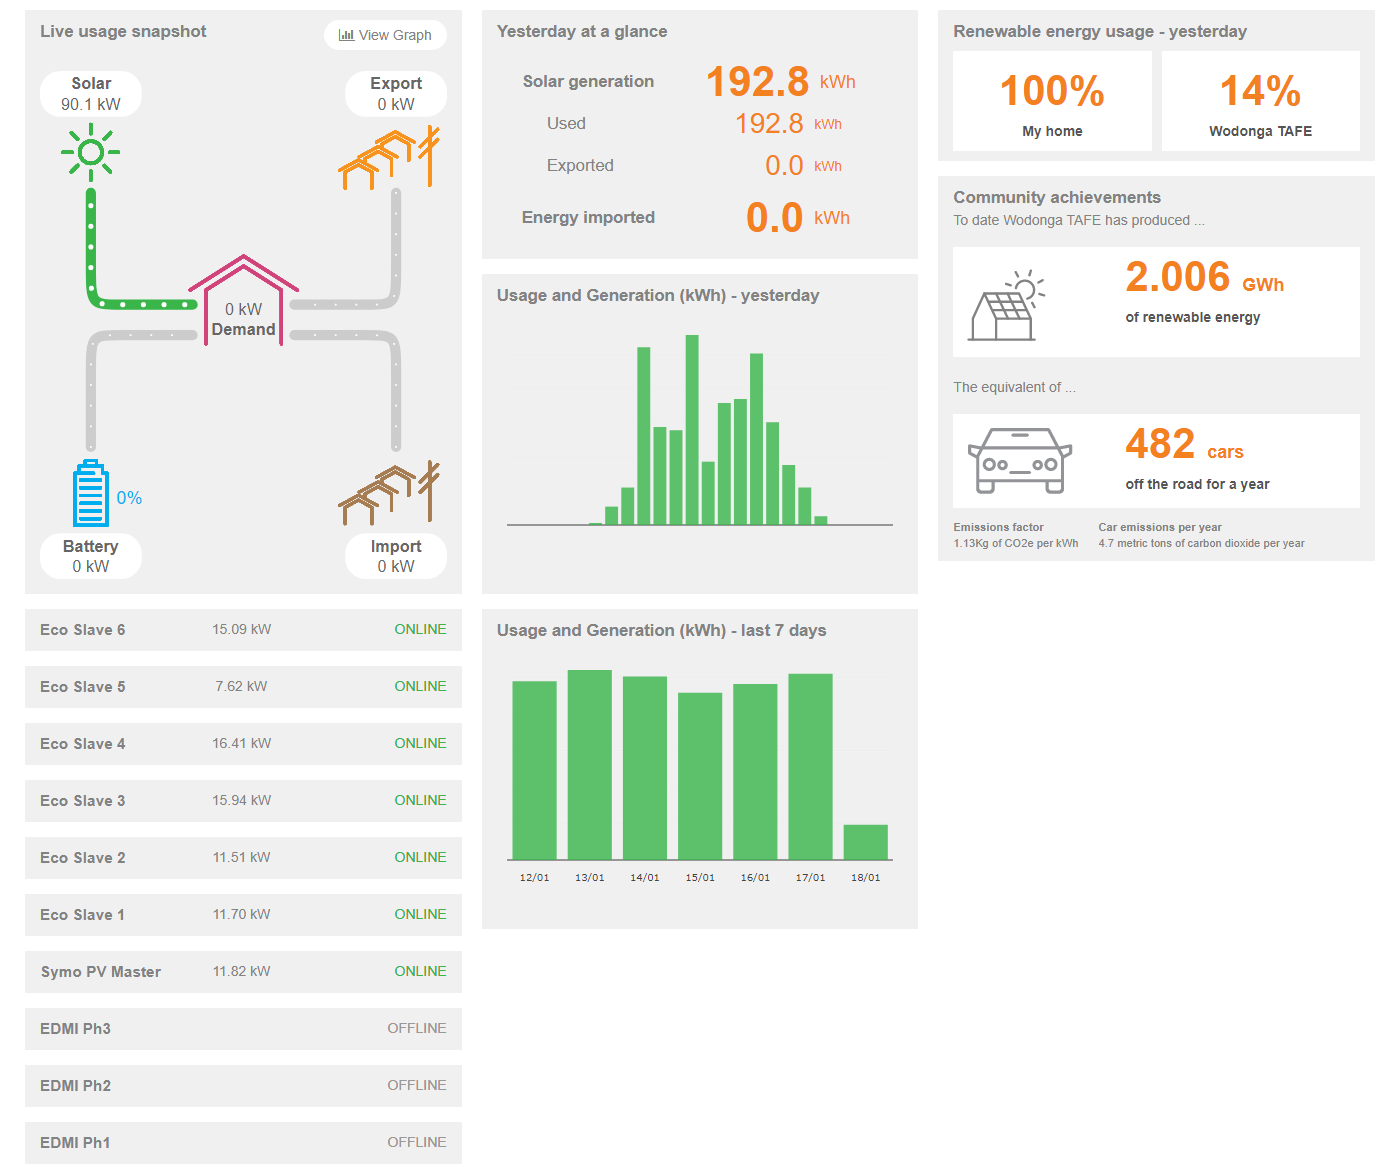 Live usage snapshot
View Graph
Solar
90.1 kW
Export
0 kW
0 kW
Demand
0%
Battery
0 kW
Import
0 kW
Eco Slave 6 15.09 kW ONLINE
Eco Slave 5 7.62 kW ONLINE
Eco Slave 4 16.41 kW ONLINE
Eco Slave 3 15.94 kW ONLINE
Eco Slave 2 11.51 kW ONLINE
Eco Slave 1 11.70 kW ONLINE
Symo PV Master 11.82 kW ONLINE
EDMI Ph3 OFFLINE
EDMI Ph2 OFFLINE
EDMI Ph1 OFFLINE
Yesterday at a glance
Solar generation 192.8 kWh
Used 192.8 kWh
Exported 0.0 kWh
Energy imported 0.0 kWh
Usage and Generation (kWh) - yesterday
Usage and Generation (kWh) - last 7 days
12/01 13/01 14/01 15/01 16/01 17/01 18/01
Renewable energy usage - yesterday
100%
My home
14%
Wodonga TAFE
Community achievements
To date Wodonga TAFE has produced ...
2.006 GWh
of renewable energy
The equivalent of ...
482 cars
off the road for a year
Emissions factor
1.13Kg of CO2e per kWh
Car emissions per year
4.7 metric tons of carbon dioxide per year